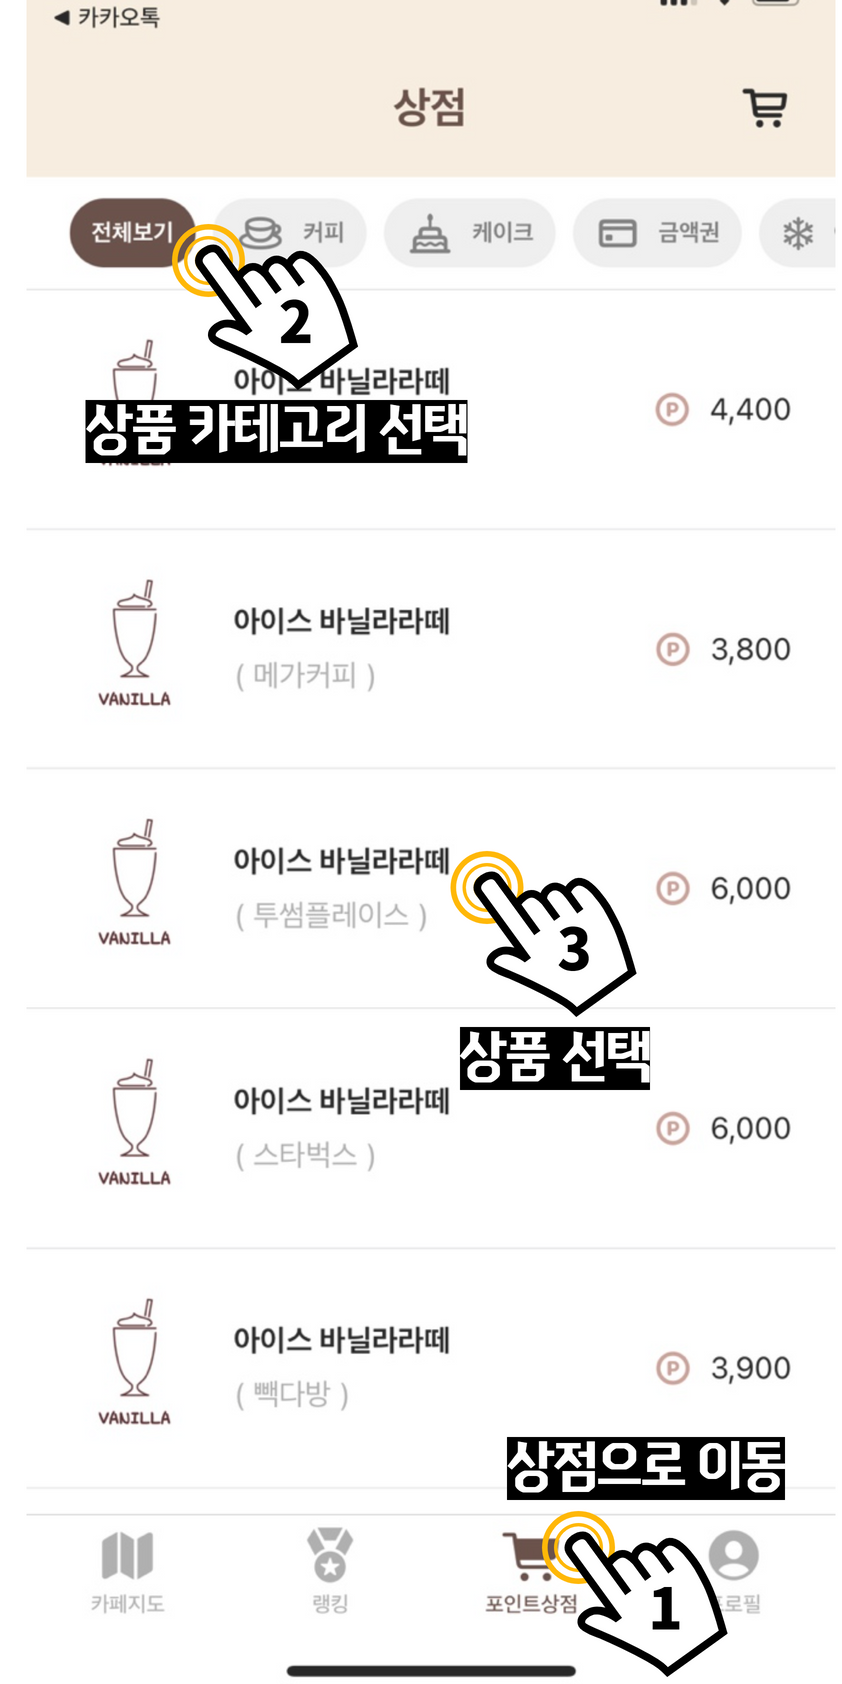 ◀ 카카오톡
상점
전체보기
커피
케이크
금액권
2
아이스 바닐라라떼
상품 카테고리 선택
4,400
아이스 바닐라라떼
( 메가커피 )
VANILLA
3,800
아이스 바닐라라떼
( 투썸플레이스 )
VANILLA
6,000
3
상품 선택
아이스 바닐라라떼
( 스타벅스 )
VANILLA
6,000
아이스 바닐라라떼
( 빽다방 )
VANILLA
3,900
상점으로 이동
카페지도
랭킹
포인트상점
1
로필